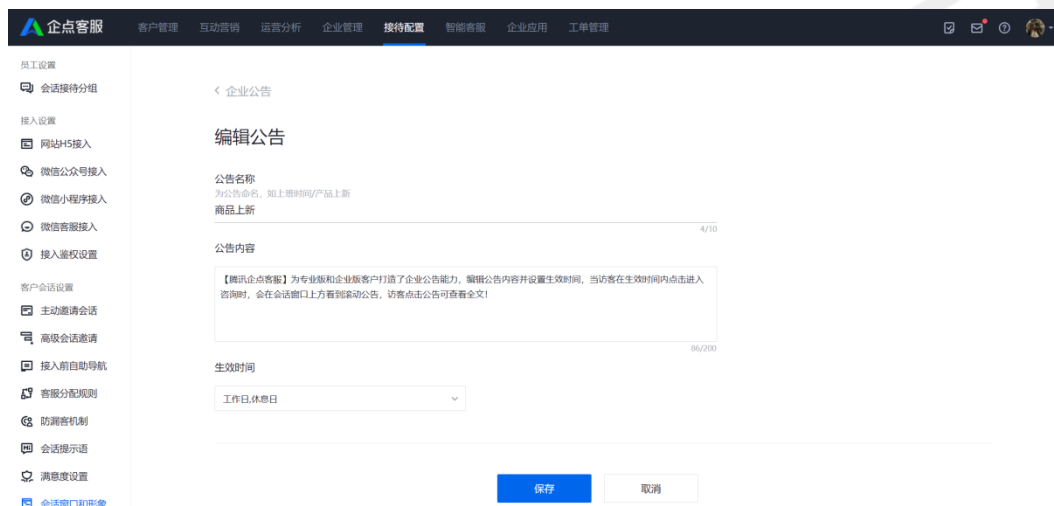 企点客服 客户管理 互动营销 运营分析 企业管理 接待配置 智能客服 企业应用 工单管理
员工设置
会话接待分组
接入设置
网站H5接入
微信公众号接入
微信小程序接入
微信客服接入
接入鉴权设置
客户会话设置
主动邀请会话
高级会话邀请
接入前自助导航
客服分配规则
防漏客机制
会话提示语
满意度设置
会话窗口和形象
< 企业公告
编辑公告
公告名称
为公告命名，如上班时间/产品上新
商品上新
4/10
公告内容
【腾讯企点客服】为专业版和企业版客户打造了企业公告能力，编辑公告内容并设置生效时间，当访客在生效时间内点击进入
咨询时，会在会话窗口上方看到滚动公告，访客点击公告可查看全文！
86/200
生效时间
工作日,休息日
保存 取消